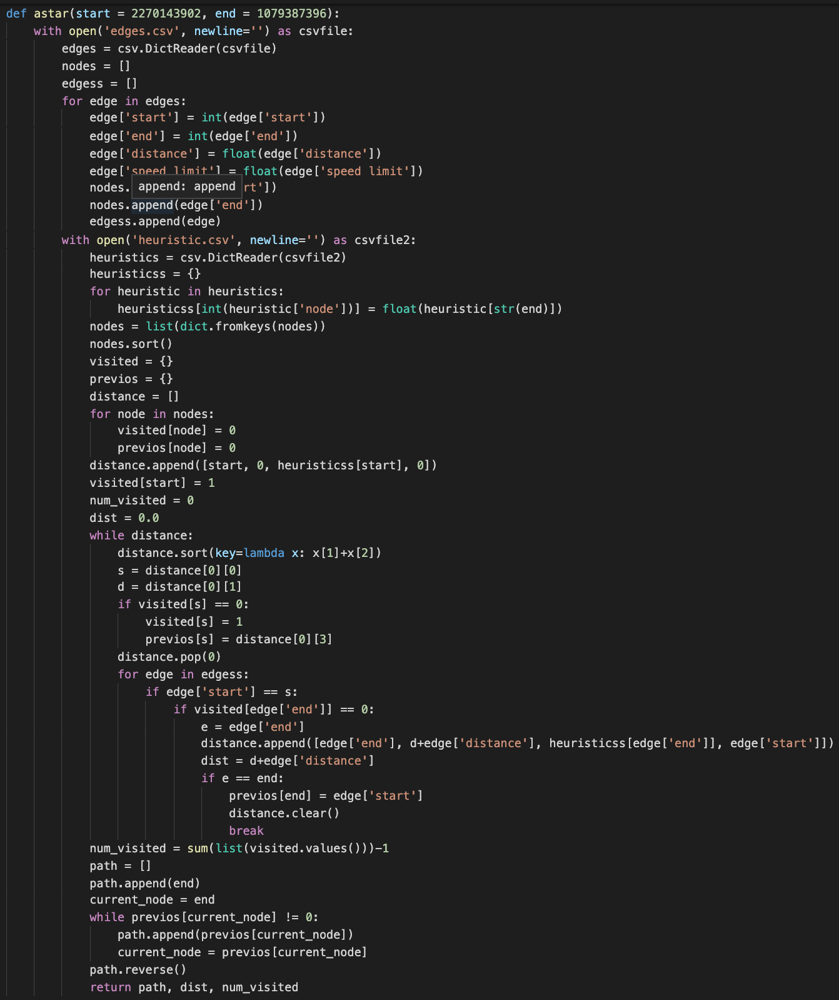 def astar(start = 2270143902, end = 1079387396):
    with open('edges.csv', newline='') as csvfile:
        edges = csv.DictReader(csvfile)
        nodes = []
        edgess = []
        for edge in edges:
            edge['start'] = int(edge['start'])
            edge['end'] = int(edge['end'])
            edge['distance'] = float(edge['distance'])
            edge['speed limit'] = float(edge['speed limit'])
            nodes. append: append rt'])
            nodes.append(edge['end'])
            edgess.append(edge)
        with open('heuristic.csv', newline='') as csvfile2:
            heuristics = csv.DictReader(csvfile2)
            heuristicss = {}
            for heuristic in heuristics:
                heuristicss[int(heuristic['node'])] = float(heuristic[str(end)])
            nodes = list(dict.fromkeys(nodes))
            nodes.sort()
            visited = {}
            previos = {}
            distance = []
            for node in nodes:
                visited[node] = 0
                previos[node] = 0
            distance.append([start, 0, heuristicss[start], 0])
            visited[start] = 1
            num_visited = 0
            dist = 0.0
            while distance:
                distance.sort(key=lambda x: x[1]+x[2])
                s = distance[0][0]
                d = distance[0][1]
                if visited[s] == 0:
                    visited[s] = 1
                    previos[s] = distance[0][3]
                distance.pop(0)
                for edge in edgess:
                    if edge['start'] == s:
                        if visited[edge['end']] == 0:
                            e = edge['end']
                            distance.append([edge['end'], d+edge['distance'], heuristicss[edge['end']], edge['start']])
                            dist = d+edge['distance']
                            if e == end:
                                previos[end] = edge['start']
                                distance.clear()
                                break
            num_visited = sum(list(visited.values()))-1
            path = []
            path.append(end)
            current_node = end
            while previos[current_node] != 0:
                path.append(previos[current_node])
                current_node = previos[current_node]
            path.reverse()
            return path, dist, num_visited